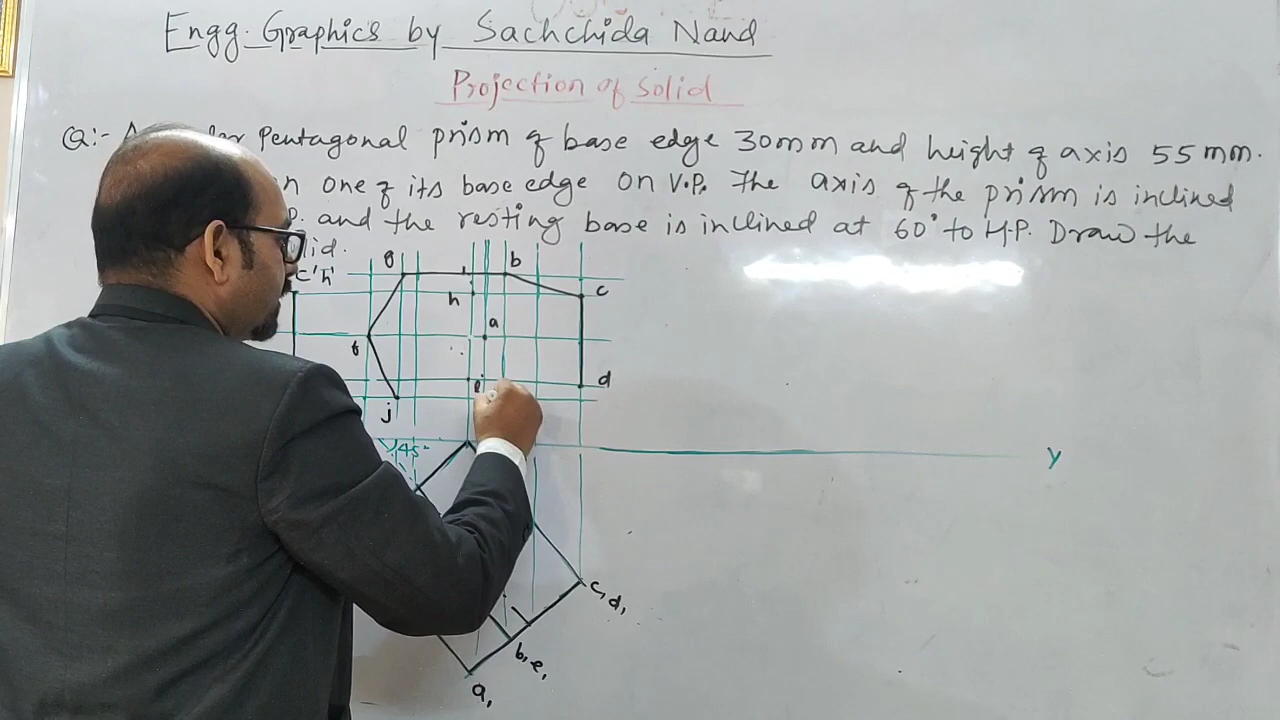 Engg. Graphics by Sachchida Nand
Projection of Solid
Q:- Pentagonal prism of base edge 30mm and height of axis 55mm.
one of its base edge on V.P. The axis of the prism is inclined
and the resting base is inclined at 60° to H.P. Draw the
c'h'
g b
h c
a
f
d
j
45°
y
c,d,
b,e,
a,